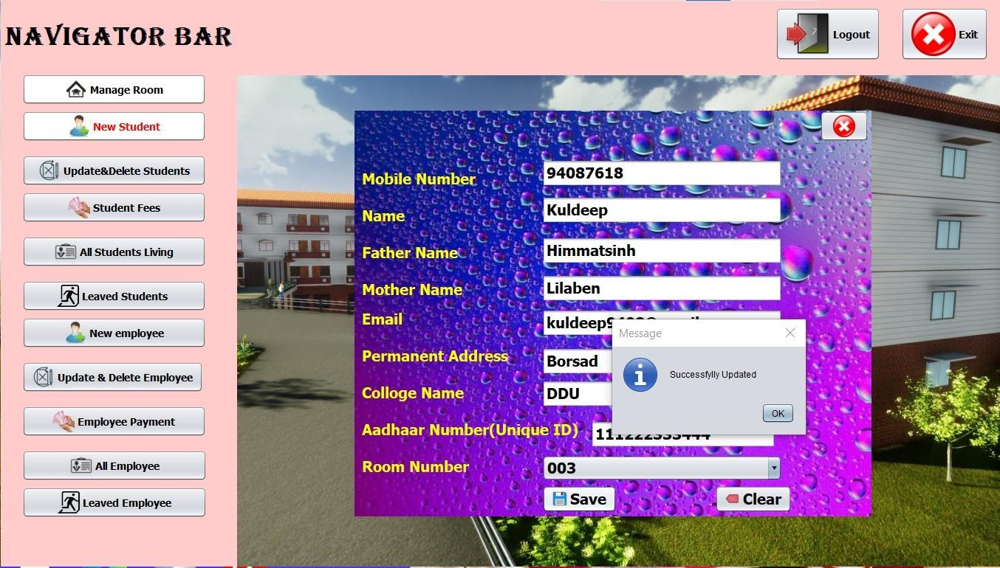 NAVIGATOR BAR
Logout
Exit
Manage Room
New Student
Update&Delete Students
Student Fees
All Students Living
Leaved Students
New employee
Update & Delete Employee
Employee Payment
All Employee
Leaved Employee
Mobile Number
94087618
Name
Kuldeep
Father Name
Himmatsinh
Mother Name
Lilaben
Email
Permanent Address
Borsad
Colloge Name
DDU
Aadhaar Number(Unique ID)
111222333444
Room Number
003
Save
Clear
Message
Successfylly Updated
OK